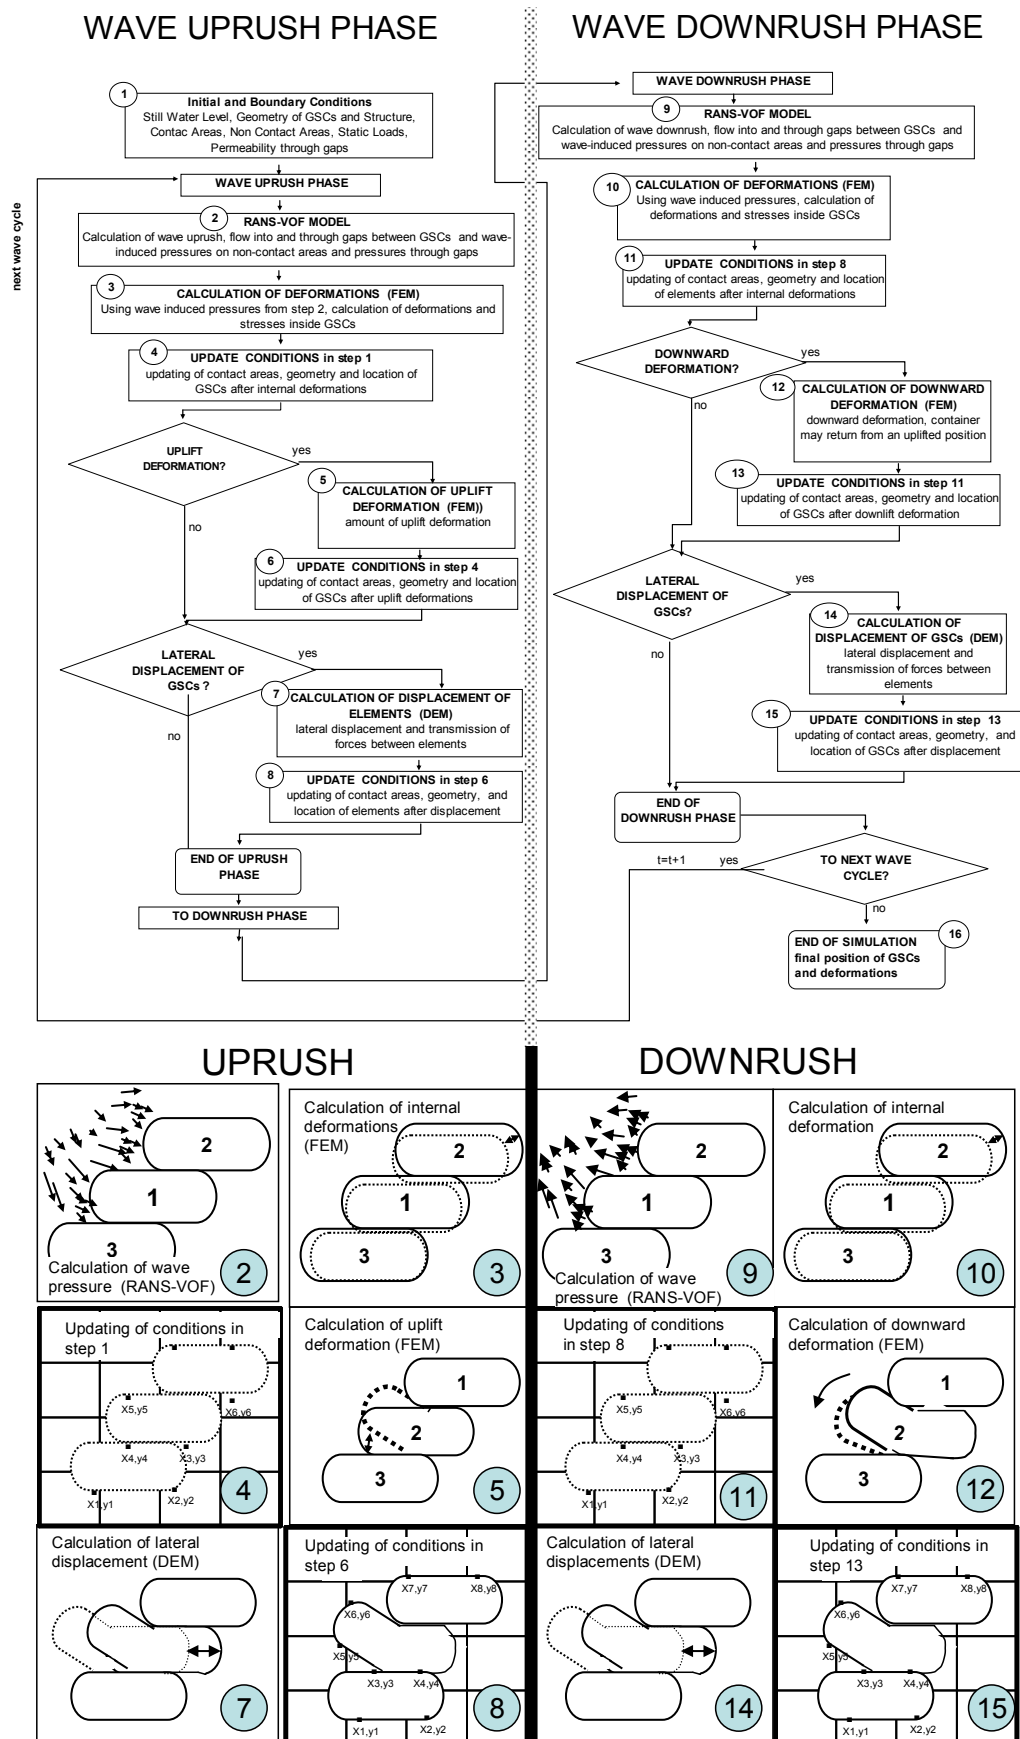 WAVE UPRUSH PHASE
1
Initial and Boundary Conditions
Still Water Level, Geometry of GSCs and Structure,
Contac Areas, Non Contact Areas, Static Loads,
Permeability through gaps
WAVE UPRUSH PHASE
next wave cycle
2
RANS-VOF MODEL
Calculation of wave uprush, flow into and through gaps between GSCs and wave-
induced pressures on non-contact areas and pressures through gaps
3
CALCULATION OF DEFORMATIONS (FEM)
Using wave induced pressures from step 2, calculation of deformations and
stresses inside GSCs
4
UPDATE CONDITIONS in step 1
updating of contact areas, geometry and location of
GSCs after internal deformations
UPLIFT
DEFORMATION?
yes
no
5
CALCULATION OF UPLIFT
DEFORMATION (FEM))
amount of uplift deformation
6
UPDATE CONDITIONS in step 4
updating of contact areas, geometry and location
of GSCs after uplift deformations
LATERAL
DISPLACEMENT OF
GSCs ?
yes
no
7
CALCULATION OF DISPLACEMENT OF
ELEMENTS (DEM)
lateral displacement and transmission of
forces between elements
8
UPDATE CONDITIONS in step 6
updating of contact areas, geometry, and
location of elements after displacement
END OF UPRUSH
PHASE
TO DOWNRUSH PHASE
WAVE DOWNRUSH PHASE
WAVE DOWNRUSH PHASE
9
RANS-VOF MODEL
Calculation of wave downrush, flow into and through gaps between GSCs and
wave-induced pressures on non-contact areas and pressures through gaps
10
CALCULATION OF DEFORMATIONS (FEM)
Using wave induced pressures, calculation of
deformations and stresses inside GSCs
11
UPDATE CONDITIONS in step 8
updating of contact areas, geometry and location
of elements after internal deformations
DOWNWARD
DEFORMATION?
yes
no
12
CALCULATION OF DOWNWARD
DEFORMATION (FEM)
downward deformation, container
may return from an uplifted position
13
UPDATE CONDITIONS in step 11
updating of contact areas, geometry and location
of GSCs after downlift deformation
LATERAL
DISPLACEMENT OF
GSCs?
yes
no
14
CALCULATION OF
DISPLACEMENT OF GSCs (DEM)
lateral displacement and
transmission of forces between
elements
15
UPDATE CONDITIONS in step 13
updating of contact areas, geometry, and
location of GSCs after displacement
END OF
DOWNRUSH PHASE
TO NEXT WAVE
CYCLE?
t=t+1 yes
no
16
END OF SIMULATION
final position of GSCs
and deformations
UPRUSH
2
1
3
Calculation of wave
pressure (RANS-VOF)
2
Calculation of internal
deformations
(FEM)
2
1
3
3
Updating of conditions in
step 1
X5,y5
X6,y6
X4,y4
X3,y3
X1,y1
X2,y2
4
Calculation of uplift
deformation (FEM)
1
2
3
5
Calculation of lateral
displacement (DEM)
7
Updating of conditions in
step 6
X7,y7
X8,y8
X6,y6
X5,y5
X3,y3
X4,y4
X1,y1
X2,y2
8
DOWNRUSH
2
1
3
Calculation of wave
pressure (RANS-VOF)
9
Calculation of internal
deformation
2
1
3
10
Updating of conditions
in step 8
X5,y5
X6,y6
X4,y4
X3,y3
X1,y1
X2,y2
11
Calculation of downward
deformation (FEM)
1
2
3
12
Calculation of lateral
displacements (DEM)
14
Updating of conditions in
step 13
X7,y7
X8,y8
X6,y6
X5,y5
X3,y3
X4,y4
X1,y1
X2,y2
15